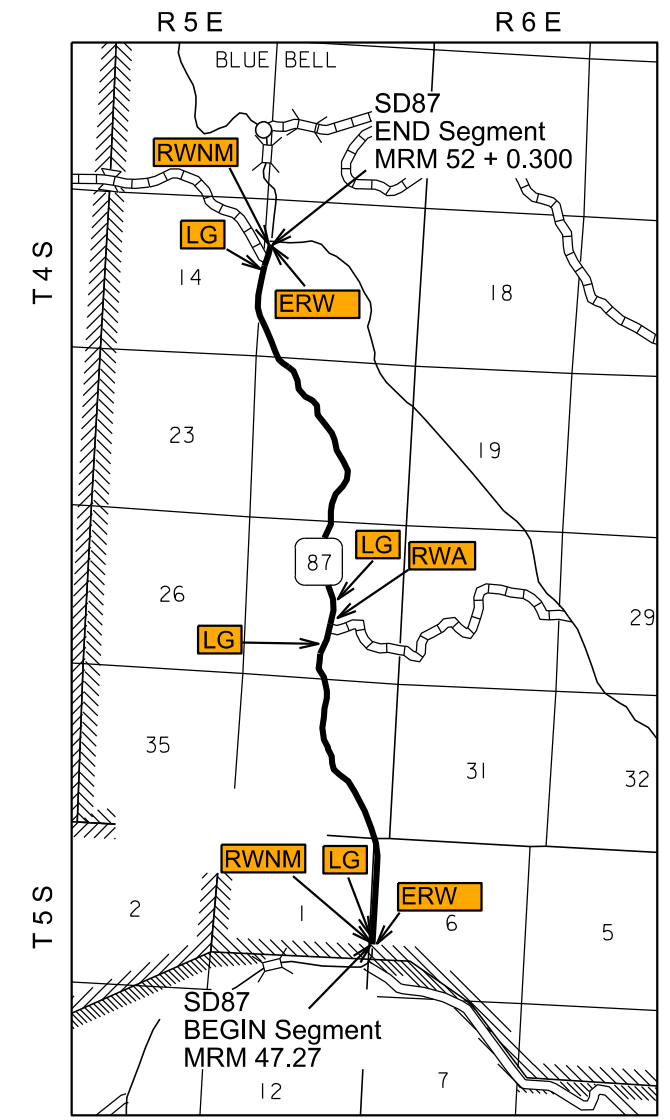 R 5 E
R 6 E
BLUE BELL
SD87
END Segment
MRM 52 + 0.300
RWNM
LG
T 4 S
14
ERW
18
23
19
87
LG
RWA
26
29
LG
35
31
32
RWNM
LG
ERW
T 5 S
2
1
6
5
SD87
BEGIN Segment
MRM 47.27
12
7